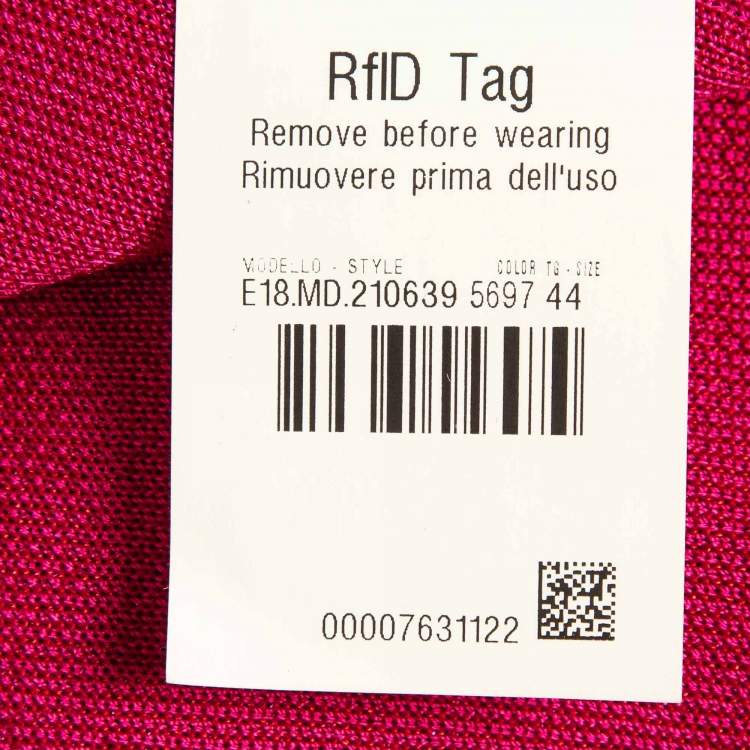 RfID Tag
Remove before wearing
Rimuovere prima dell'uso
MODELLO - STYLE COLOR TG - SIZE
E18.MD.210639 5697 44
00007631122